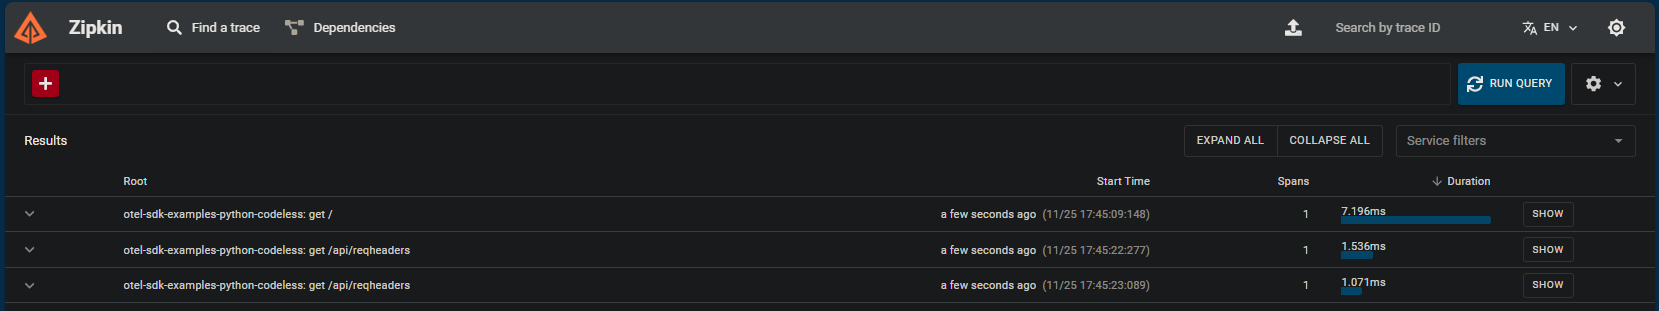 Zipkin Find a trace Dependencies Search by trace ID EN
RUN QUERY
Results EXPAND ALL COLLAPSE ALL Service filters
Root Start Time Spans Duration
otel-sdk-examples-python-codeless: get / a few seconds ago (11/25 17:45:09:148) 1 7.196ms SHOW
otel-sdk-examples-python-codeless: get /api/reqheaders a few seconds ago (11/25 17:45:22:277) 1 1.536ms SHOW
otel-sdk-examples-python-codeless: get /api/reqheaders a few seconds ago (11/25 17:45:23:089) 1 1.071ms SHOW